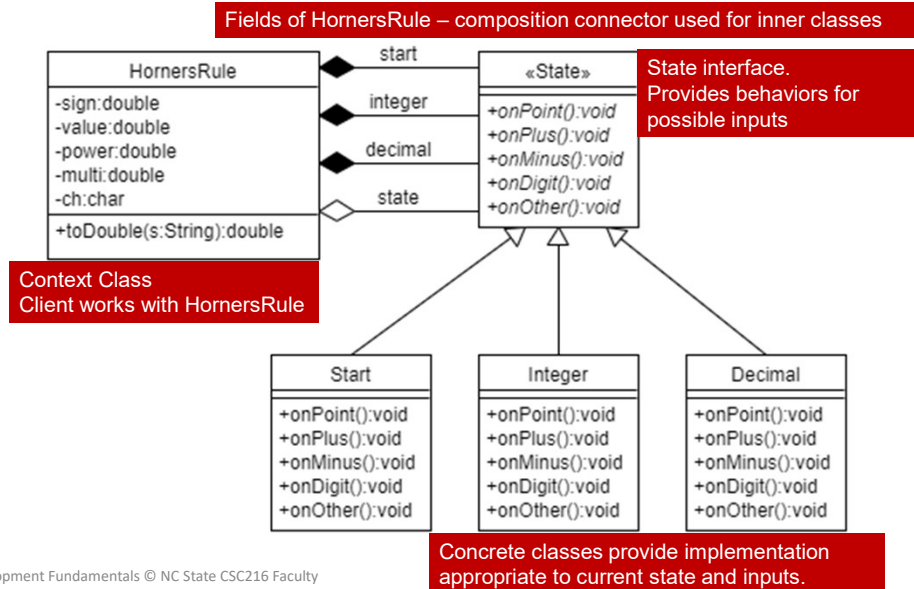 Fields of HornersRule – composition connector used for inner classes
HornersRule
-sign:double
-value:double
-power:double
-multi:double
-ch:char
+toDouble(s:String):double
start
integer
decimal
state
«State»
+onPoint():void
+onPlus():void
+onMinus():void
+onDigit():void
+onOther():void
State interface.
Provides behaviors for
possible inputs
Context Class
Client works with HornersRule
Start
+onPoint():void
+onPlus():void
+onMinus():void
+onDigit():void
+onOther():void
Integer
+onPoint():void
+onPlus():void
+onMinus():void
+onDigit():void
+onOther():void
Decimal
+onPoint():void
+onPlus():void
+onMinus():void
+onDigit():void
+onOther():void
Concrete classes provide implementation
appropriate to current state and inputs.
opment Fundamentals © NC State CSC216 Faculty